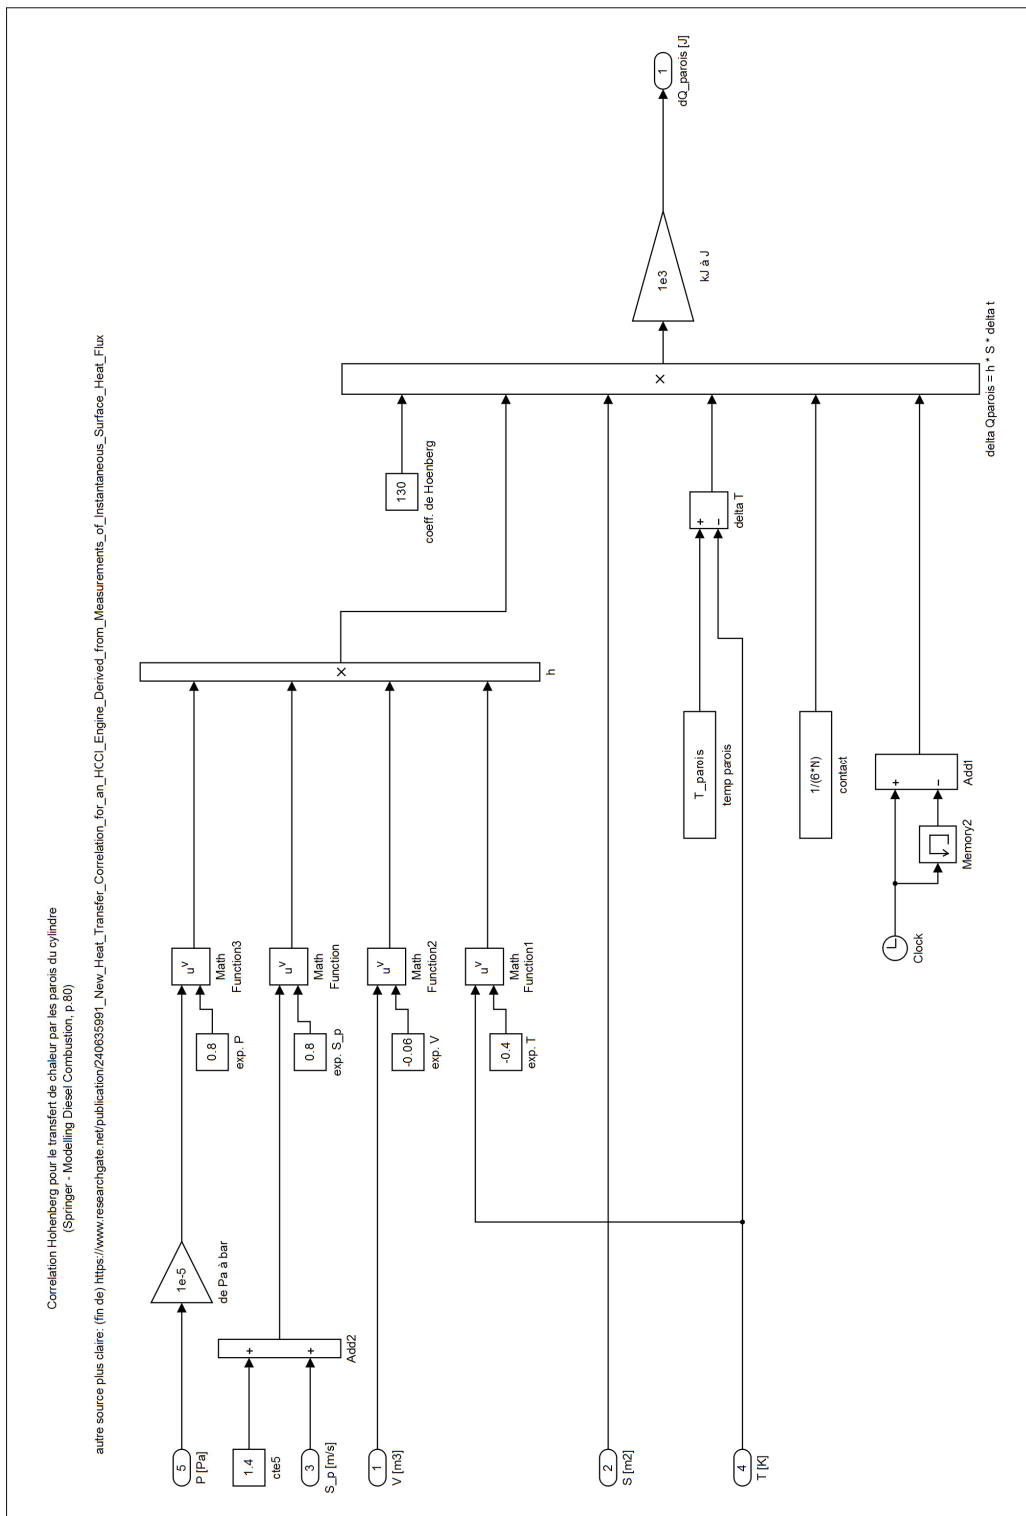 Correlation Hohenberg pour le transfert de chaleur par les parois du cylindre
(Springer - Modelling Diesel Combustion, p.80)
autre source plus claire: (fin de) https://www.researchgate.net/publication/240635991_New_Heat_Transfer_Correlation_for_an_HCCI_Engine_Derived_from_Measurements_of_Instantaneous_Surface_Heat_Flux
5
P [Pa]
1e-5
de Pa à bar
0.8
exp. P
u^v
Math
Function3
1.4
cte5
3
S_p [m/s]
+
+
Add2
0.8
exp. S_p
u^v
Math
Function
1
V [m3]
-0.06
exp. V
u^v
Math
Function2
-0.4
exp. T
u^v
Math
Function1
×
h
130
coeff. de Hoenberg
2
S [m2]
4
T [K]
T_parois
temp parois
+
−
delta T
1/(6*N)
contact
Clock
Memory2
+
−
Add1
×
delta Qparois = h * S * delta t
1e3
kJ à J
1
dQ_parois [J]